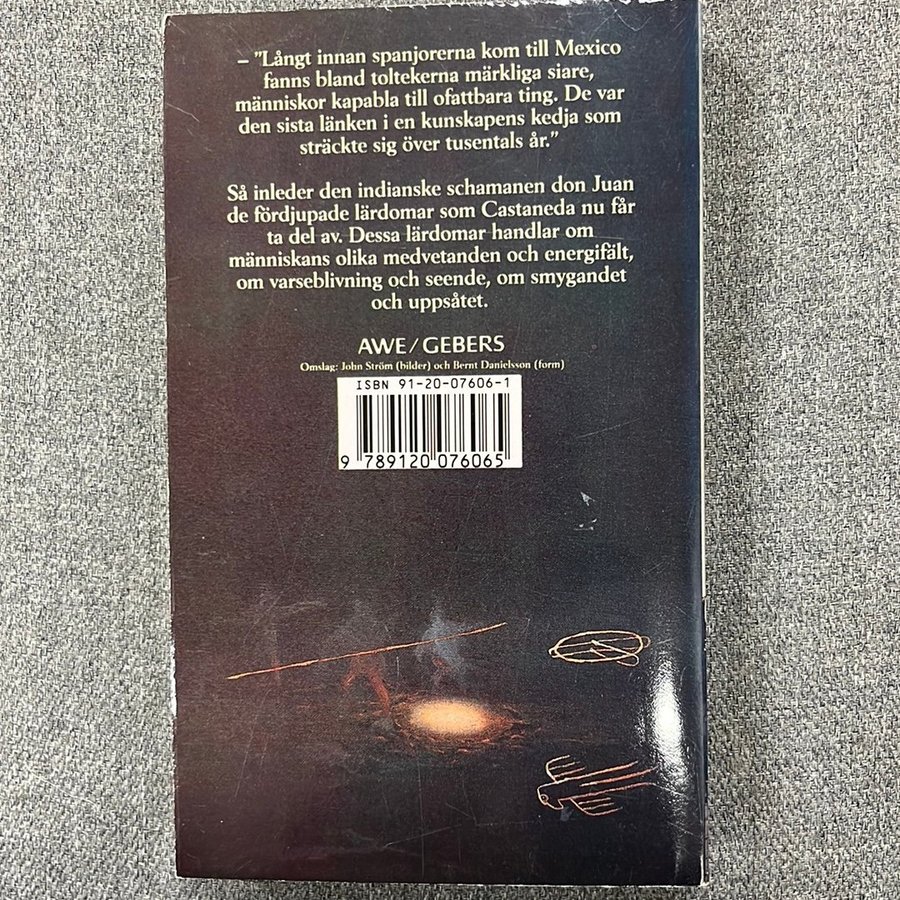 – "Långt innan spanjorerna kom till Mexico
fanns bland toltekerna märkliga siare,
människor kapabla till ofattbara ting. De var
den sista länken i en kunskapens kedja som
sträckte sig över tusentals år."
Så inleder den indianske schamanen don Juan
de fördjupade lärdomar som Castaneda nu får
ta del av. Dessa lärdomar handlar om
människans olika medvetanden och energifält,
om varseblivning och seende, om smygandet
och uppsåtet.
AWE/GEBERS
Omslag: John Ström (bilder) och Bernt Danielsson (form)
ISBN 91-20-07606-1
9 789120 076065